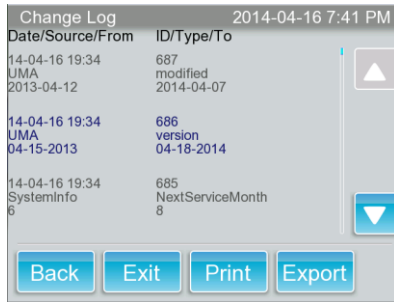 Change Log 2014-04-16 7:41 PM
Date/Source/From ID/Type/To
14-04-16 19:34 687
UMA modified
2013-04-12 2014-04-07
14-04-16 19:34 686
UMA version
04-15-2013 04-18-2014
14-04-16 19:34 685
SystemInfo NextServiceMonth
6 8
Back Exit Print Export